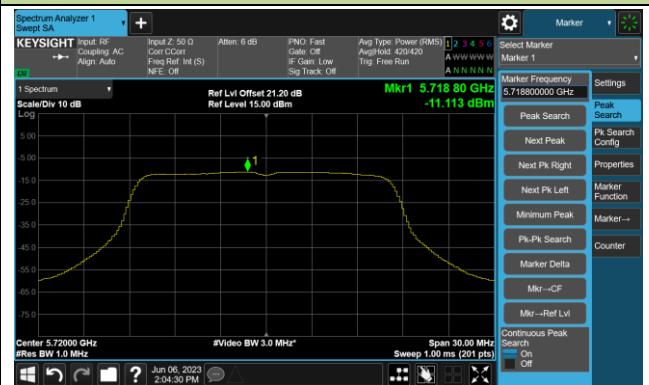 Spectrum Analyzer 1
Swept SA
Marker
KEYSIGHT
LXI
Input: RF
Coupling: AC
Align: Auto
Input Z: 50 Ω
Corr CCorr
Freq Ref: Int (S)
NFE: Off
Atten: 6 dB
PNO: Fast
Gate: Off
IF Gain: Low
Sig Track: Off
Avg Type: Power (RMS)
Avg|Hold: 420/420
Trig: Free Run
1 2 3 4 5 6
A W W W W W
A N N N N N
Select Marker
Marker 1
Marker Frequency
5.718800000 GHz
Peak Search
Next Peak
Next Pk Right
Next Pk Left
Minimum Peak
Pk-Pk Search
Marker Delta
Mkr→CF
Mkr→Ref Lvl
Continuous Peak
Search
On
Off
Settings
Peak
Search
Pk Search
Config
Properties
Marker
Function
Marker→
Counter
1 Spectrum
Scale/Div 10 dB
Log
Ref Lvl Offset 21.20 dB
Ref Level 15.00 dBm
Mkr1 5.718 80 GHz
-11.113 dBm
5.00
-5.00
-15.0
-25.0
-35.0
-45.0
-55.0
-65.0
-75.0
1
Center 5.72000 GHz
#Res BW 1.0 MHz
#Video BW 3.0 MHz*
Span 30.00 MHz
Sweep 1.00 ms (201 pts)
?
Jun 06, 2023
2:04:30 PM